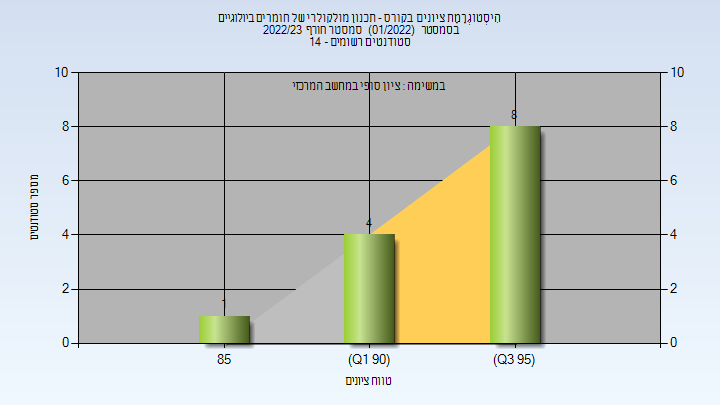 היסטוגרמת ציונים בקורס - תכנון מולקולרי של חומרים ביולוגיים
בסמסטר (01/2022) סמסטר חורף 2022/23
סטודנטים רשומים - 14
במשימה : ציון סופי במחשב המרכזי
10 10
8 8
6 6
4 4
2 2
0 0
1
4
8
85 (Q1 90) (Q3 95)
מספר סטודנטים
טווח ציונים